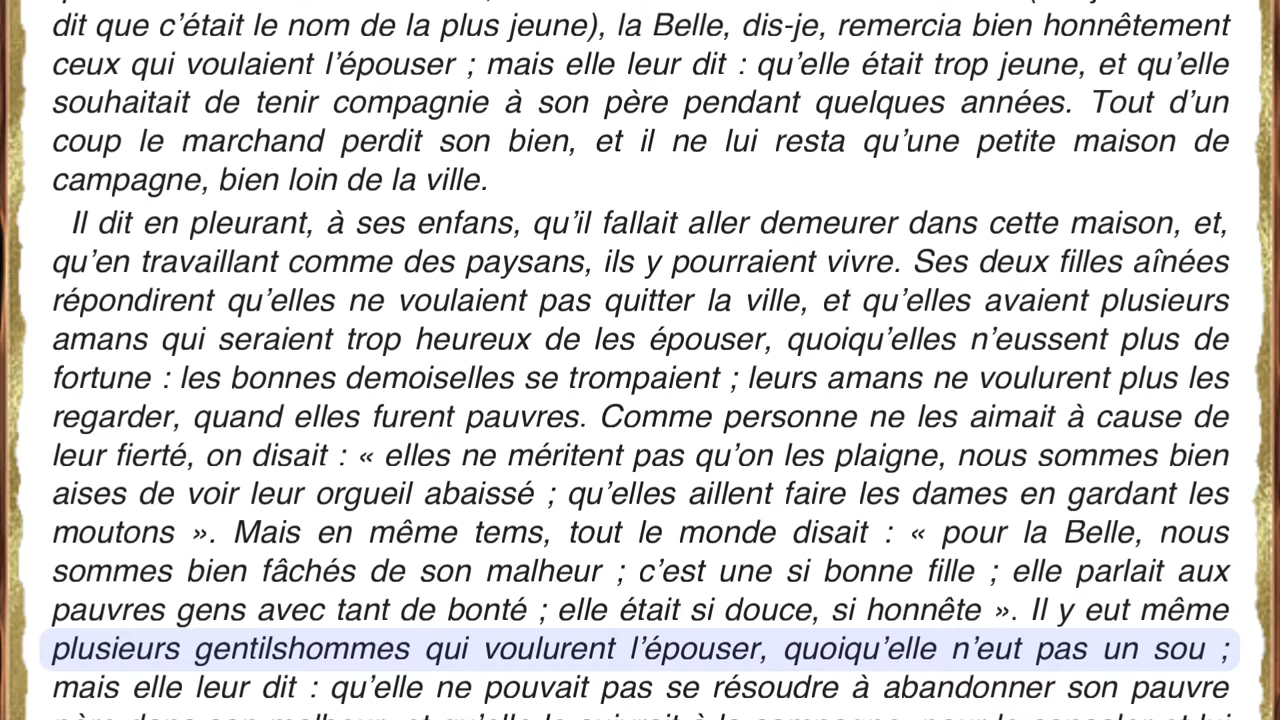 dit que c’était le nom de la plus jeune), la Belle, dis-je, remercia bien honnêtement
ceux qui voulaient l’épouser ; mais elle leur dit : qu’elle était trop jeune, et qu’elle
souhaitait de tenir compagnie à son père pendant quelques années. Tout d’un
coup le marchand perdit son bien, et il ne lui resta qu’une petite maison de
campagne, bien loin de la ville.
Il dit en pleurant, à ses enfans, qu’il fallait aller demeurer dans cette maison, et,
qu’en travaillant comme des paysans, ils y pourraient vivre. Ses deux filles aînées
répondirent qu’elles ne voulaient pas quitter la ville, et qu’elles avaient plusieurs
amans qui seraient trop heureux de les épouser, quoiqu’elles n’eussent plus de
fortune : les bonnes demoiselles se trompaient ; leurs amans ne voulurent plus les
regarder, quand elles furent pauvres. Comme personne ne les aimait à cause de
leur fierté, on disait : « elles ne méritent pas qu’on les plaigne, nous sommes bien
aises de voir leur orgueil abaissé ; qu’elles aillent faire les dames en gardant les
moutons ». Mais en même tems, tout le monde disait : « pour la Belle, nous
sommes bien fâchés de son malheur ; c’est une si bonne fille ; elle parlait aux
pauvres gens avec tant de bonté ; elle était si douce, si honnête ». Il y eut même
plusieurs gentilshommes qui voulurent l’épouser, quoiqu’elle n’eut pas un sou ;
mais elle leur dit : qu’elle ne pouvait pas se résoudre à abandonner son pauvre